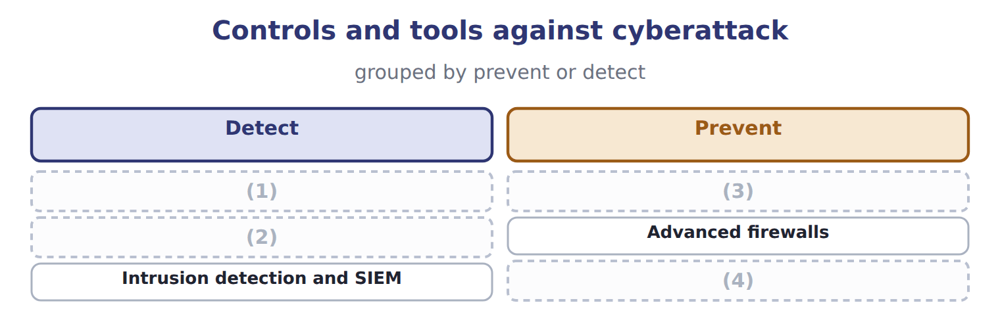 Controls and tools against cyberattack
grouped by prevent or detect
Detect
Prevent
(1)
(3)
(2)
Advanced firewalls
Intrusion detection and SIEM
(4)